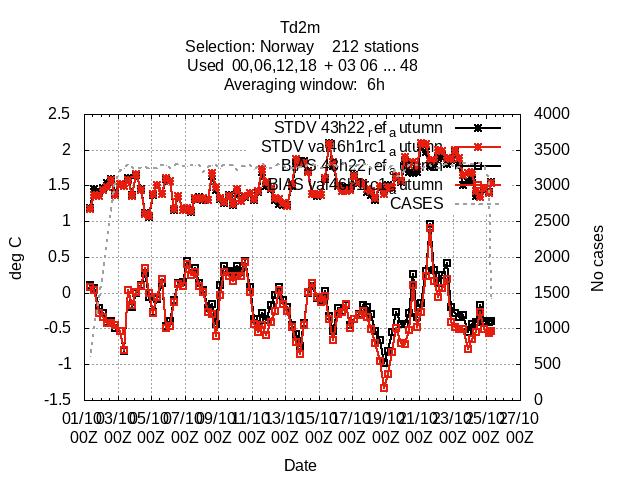 Td2m
Selection: Norway    212 stations
Used  00,06,12,18  + 03 06 ... 48
Averaging window:  6h
2.5
2
1.5
1
0.5
0
-0.5
-1
-1.5
deg C
4000
3500
3000
2500
2000
1500
1000
500
0
No cases
STDV 43h22_ref_autumn
STDV val46h1rc1_autumn
BIAS 43h22_ref_autumn
BIAS val46h1rc1_autumn
CASES
01/10 03/10 05/10 07/10 09/10 11/10 13/10 15/10 17/10 19/10 21/10 23/10 25/10 27/10
00Z 00Z 00Z 00Z 00Z 00Z 00Z 00Z 00Z 00Z 00Z 00Z 00Z 00Z
Date